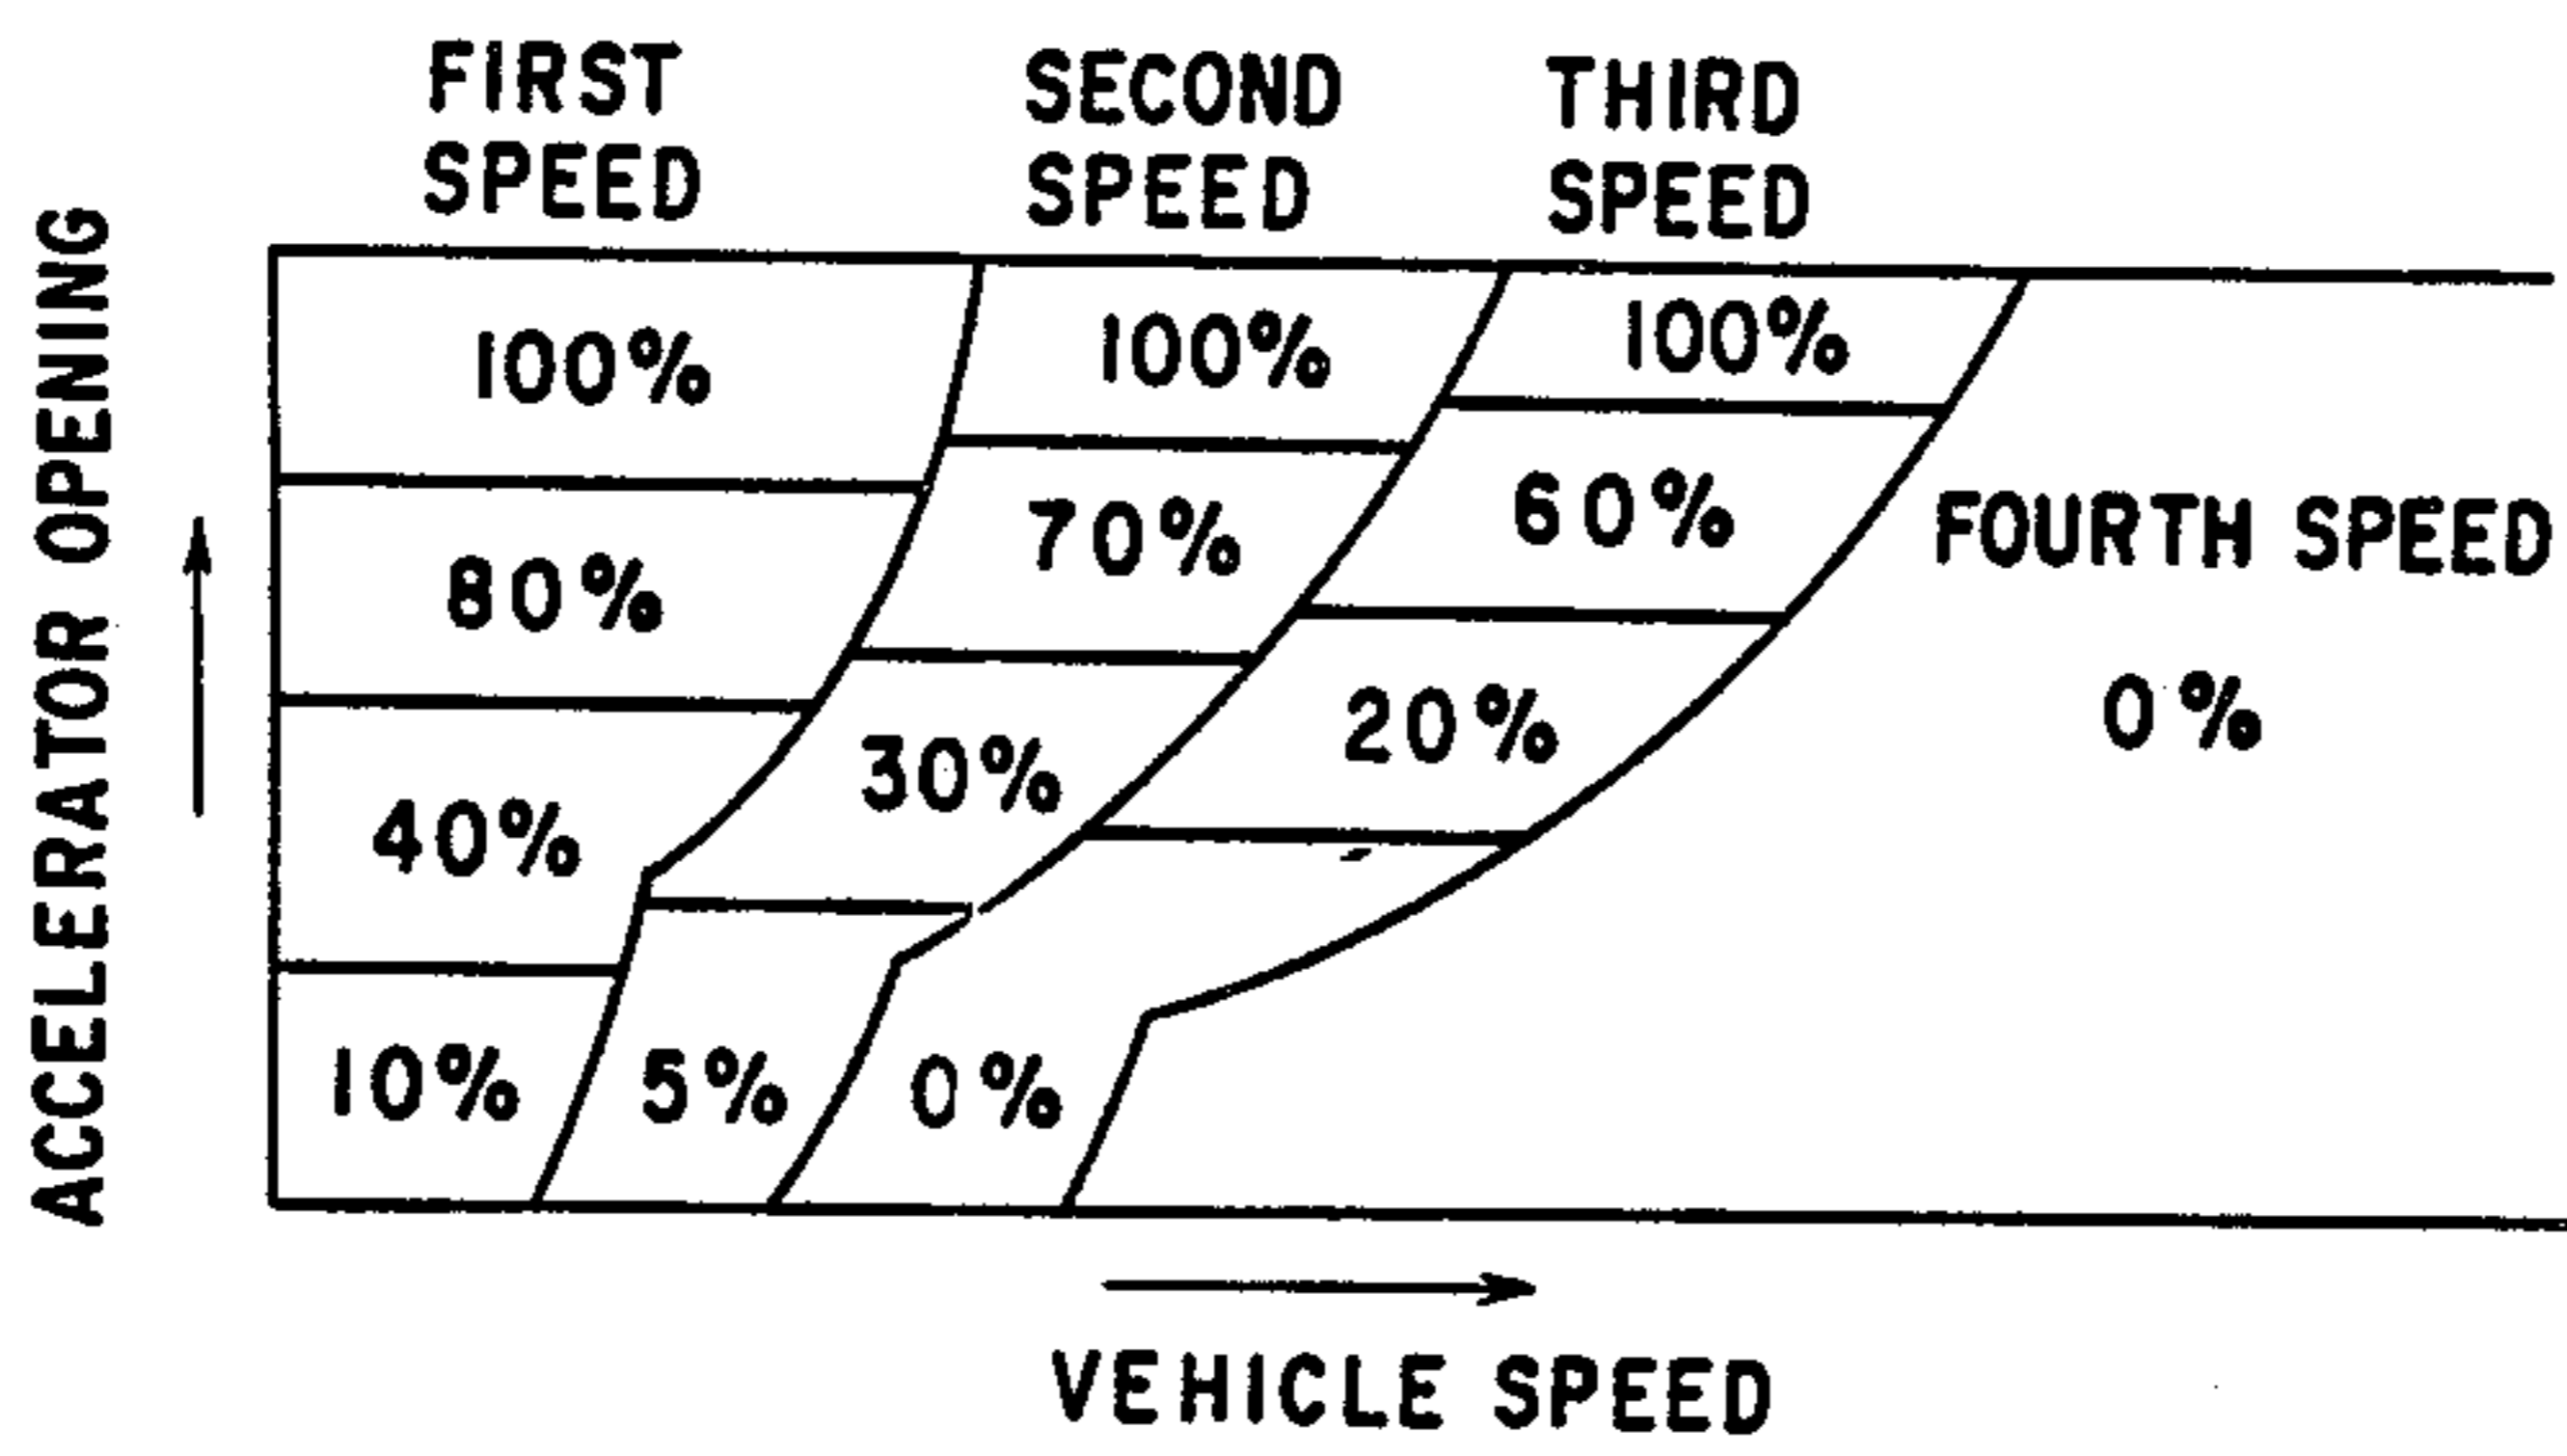 FIRST
SPEED
SECOND
SPEED
THIRD
SPEED
ACCELERATOR OPENING
100%
100%
100%
80%
70%
60%
FOURTH SPEED
40%
30%
20%
0%
10%
5%
0%
VEHICLE SPEED